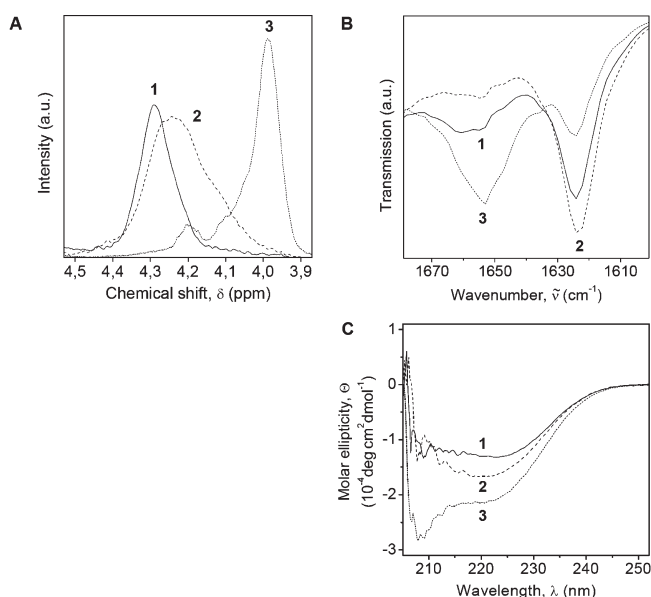 A
1
2
3
Intensity (a.u.)
4,5 4,4 4,3 4,2 4,1 4,0 3,9
Chemical shift, δ (ppm)
B
1
3
2
Transmission (a.u.)
1670 1650 1630 1610
Wavenumber, ν̃ (cm⁻¹)
C
1
0
-1
-2
-3
1
2
3
Molar ellipticity, Θ
(10⁻⁴deg cm²dmol⁻¹)
210 220 230 240 250
Wavelength, λ (nm)